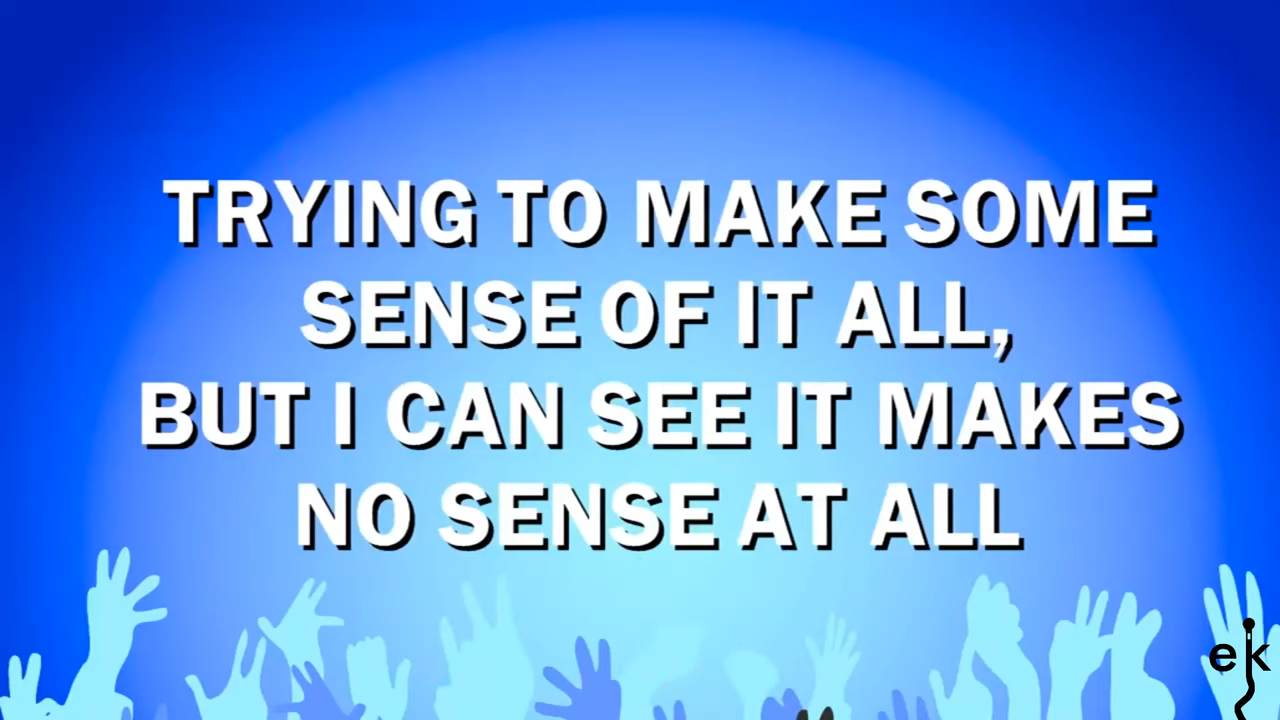 TRYING TO MAKE SOME
SENSE OF IT ALL,
BUT I CAN SEE IT MAKES
NO SENSE AT ALL
ek